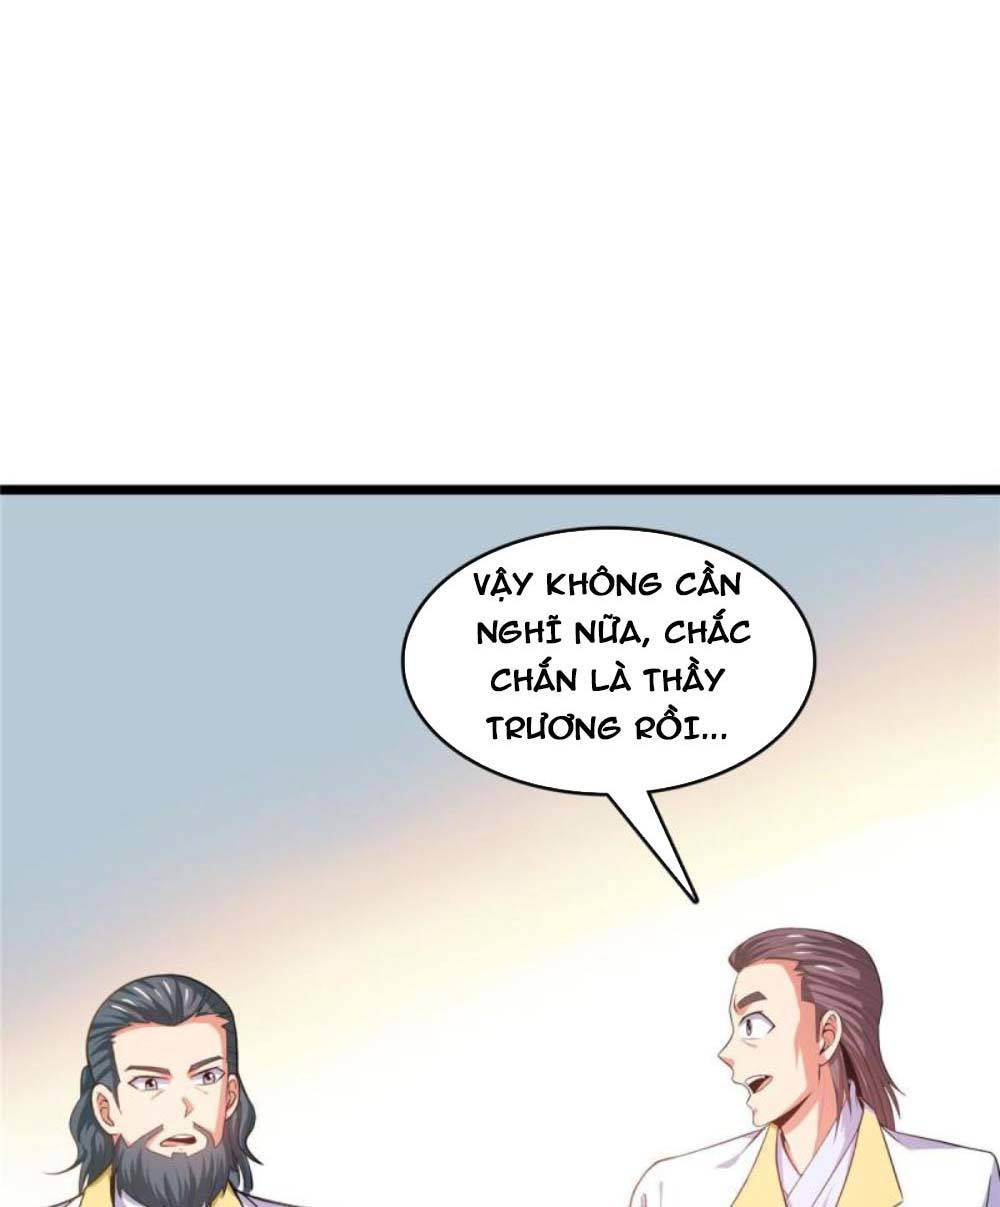 VẬY KHÔNG CẦN
NGHĨ NỮA, CHẮC
CHẮN LÀ THẦY
TRƯƠNG RỒI...